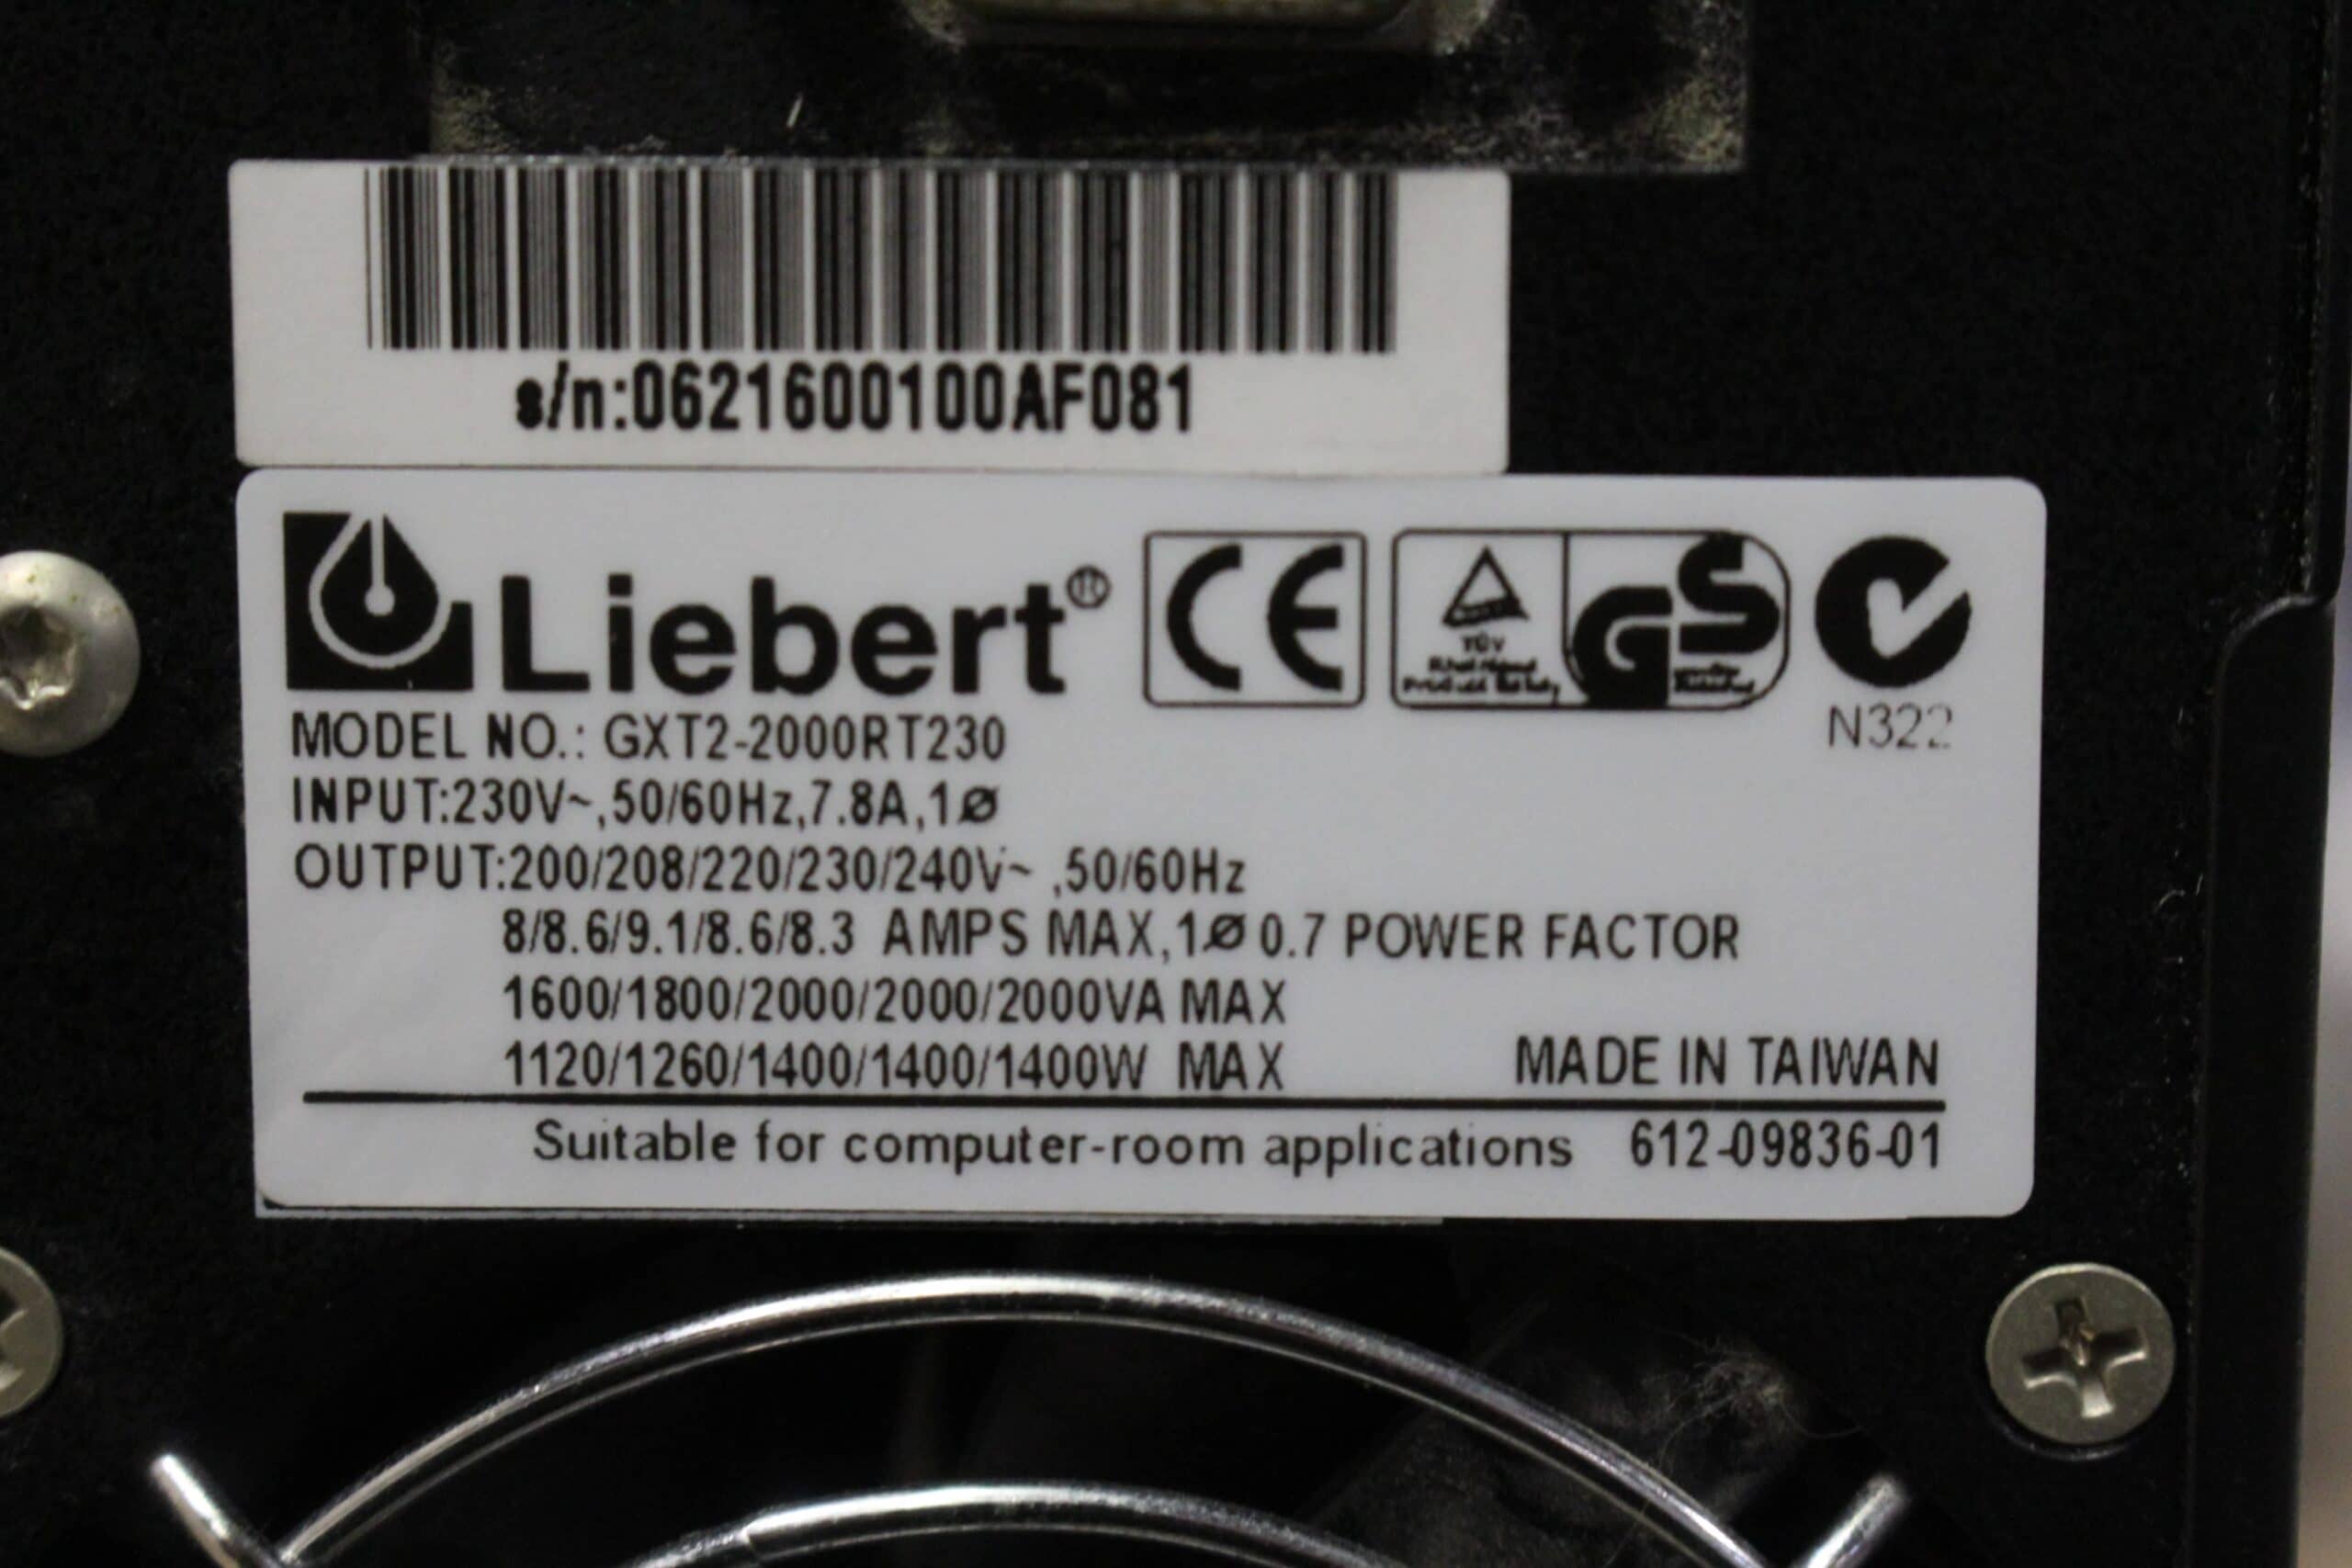 s/n:0621600100AF081
Liebert®
CE
TÜV
GS
N322
MODEL NO.: GXT2-2000RT230
INPUT:230V~,50/60Hz,7.8A,1Ø
OUTPUT:200/208/220/230/240V~ ,50/60Hz
8/8.6/9.1/8.6/8.3 AMPS MAX,1Ø 0.7 POWER FACTOR
1600/1800/2000/2000/2000VA MAX
1120/1260/1400/1400/1400W MAX
MADE IN TAIWAN
Suitable for computer-room applications 612-09836-01